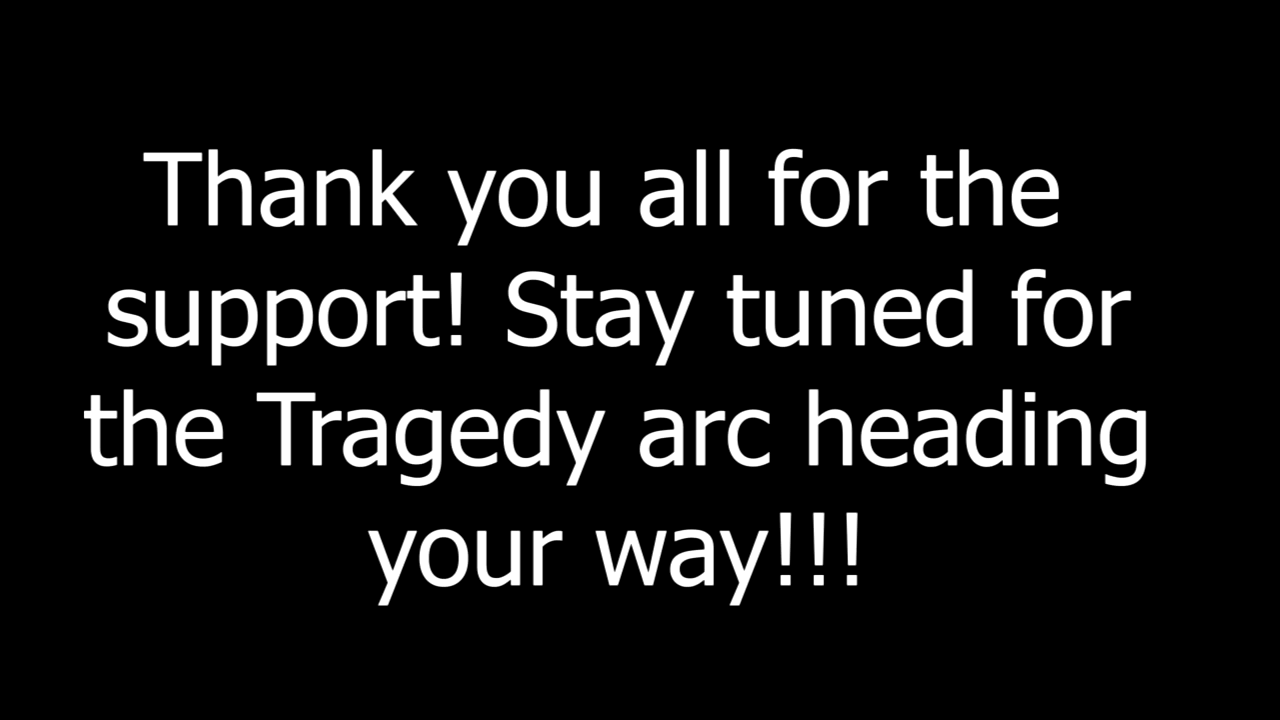 Thank you all for the
support! Stay tuned for
the Tragedy arc heading
your way!!!